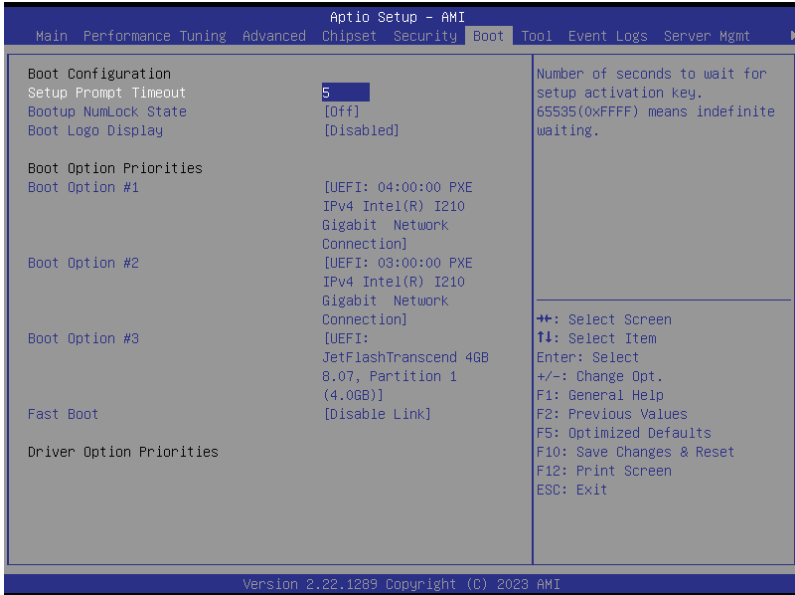 Aptio Setup - AMI
Main Performance Tuning Advanced Chipset Security Boot Tool Event Logs Server Mgmt
Boot Configuration
Setup Prompt Timeout 5
Bootup NumLock State [Off]
Boot Logo Display [Disabled]
Boot Option Priorities
Boot Option #1 [UEFI: 04:00:00 PXE
IPv4 Intel(R) I210
Gigabit Network
Connection]
Boot Option #2 [UEFI: 03:00:00 PXE
IPv4 Intel(R) I210
Gigabit Network
Connection]
Boot Option #3 [UEFI:
JetFlashTranscend 4GB
8.07, Partition 1
(4.0GB)]
Fast Boot [Disable Link]
Driver Option Priorities
Number of seconds to wait for
setup activation key.
65535(0xFFFF) means indefinite
waiting.
→←: Select Screen
↑↓: Select Item
Enter: Select
+/-: Change Opt.
F1: General Help
F2: Previous Values
F5: Optimized Defaults
F10: Save Changes & Reset
F12: Print Screen
ESC: Exit
Version 2.22.1289 Copyright (C) 2023 AMI